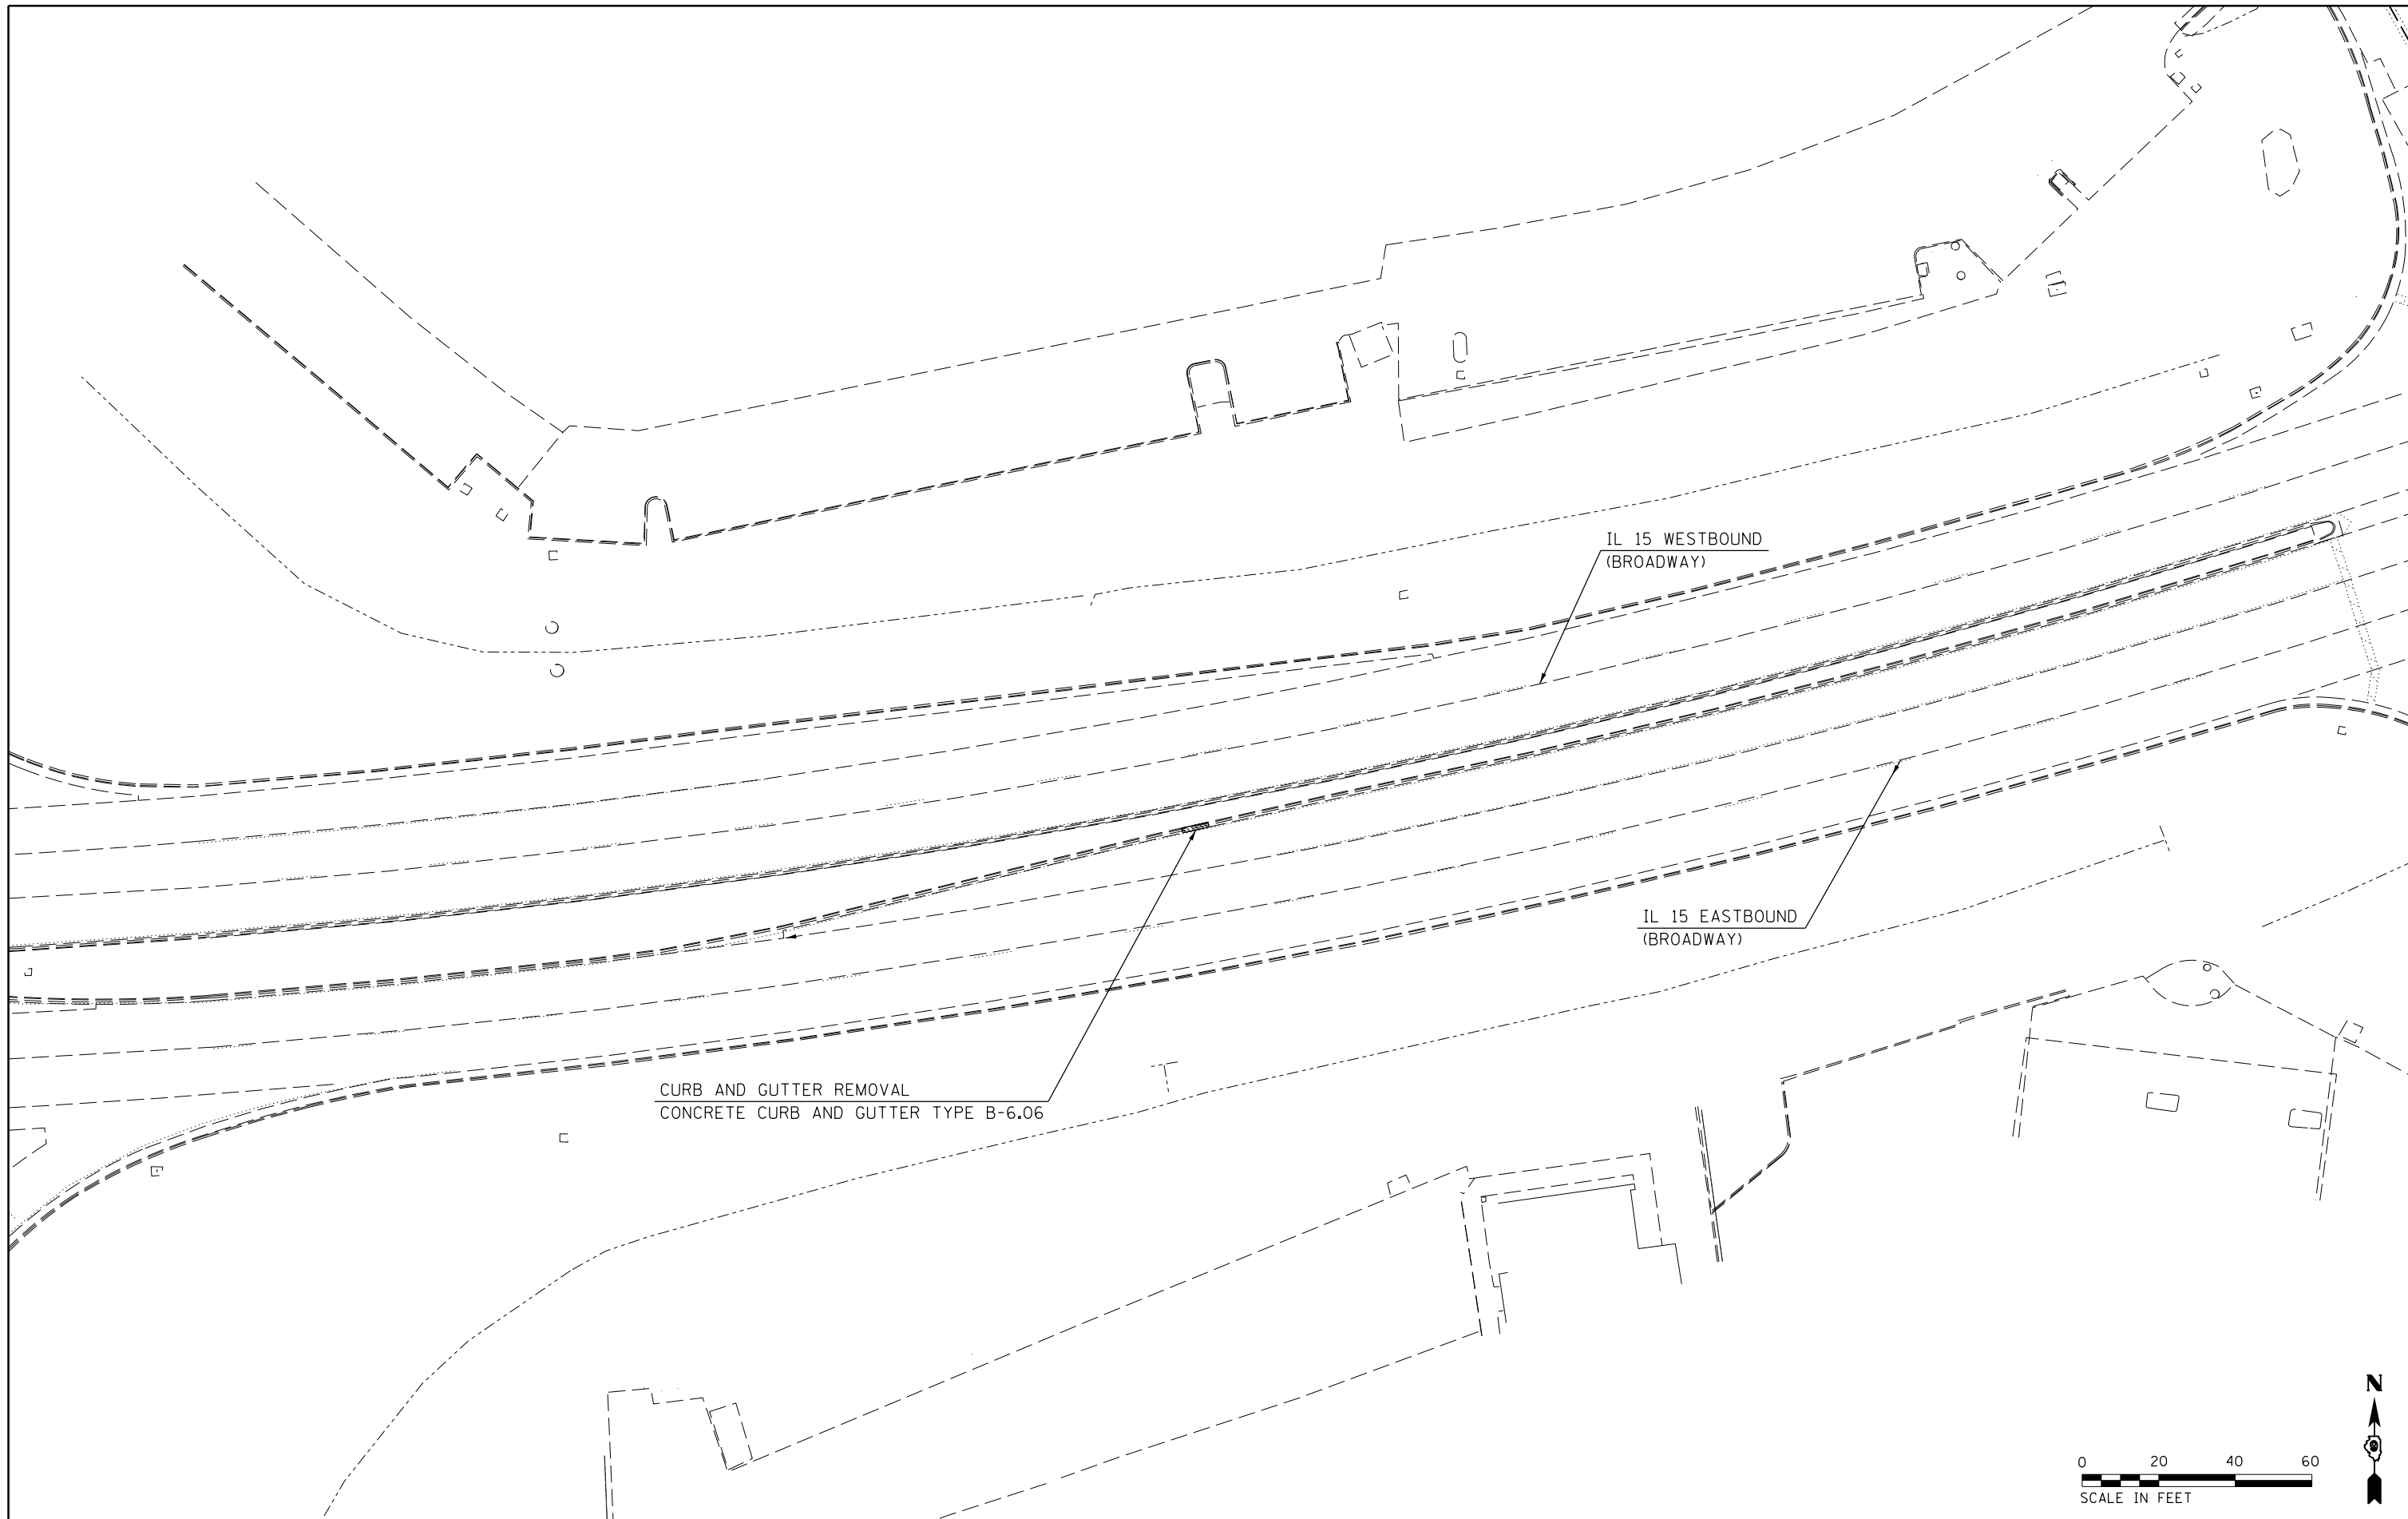 IL 15 WESTBOUND
(BROADWAY)
IL 15 EASTBOUND
(BROADWAY)
CURB AND GUTTER REMOVAL
CONCRETE CURB AND GUTTER TYPE B-6.06
N
0 20 40 60
SCALE IN FEET